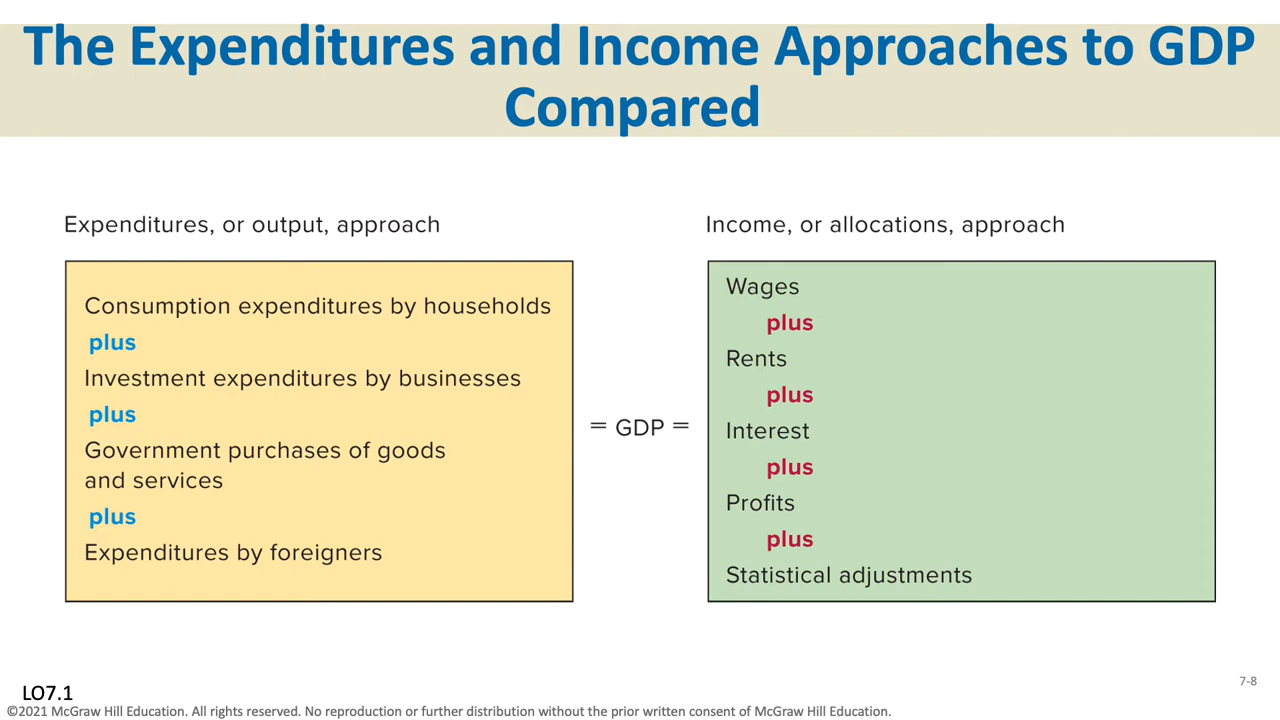 The Expenditures and Income Approaches to GDP
Compared
Expenditures, or output, approach
Consumption expenditures by households
plus
Investment expenditures by businesses
plus
Government purchases of goods
and services
plus
Expenditures by foreigners
= GDP =
Income, or allocations, approach
Wages
plus
Rents
plus
Interest
plus
Profits
plus
Statistical adjustments
7-8
LO7.1
©2021 McGraw Hill Education. All rights reserved. No reproduction or further distribution without the prior written consent of McGraw Hill Education.